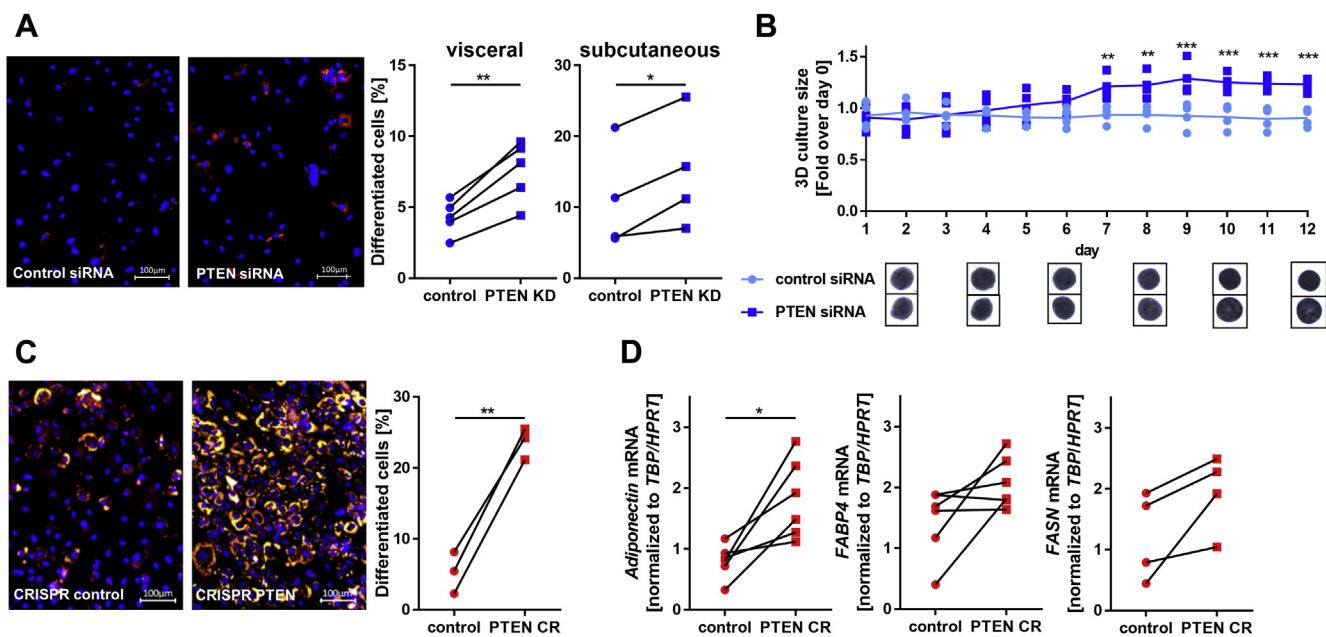 A
visceral
subcutaneous
Differentiated cells [%]
15
10
5
0
**
control PTEN KD
30
20
10
0
*
control PTEN KD
Control siRNA
100µm
PTEN siRNA
100µm
B
3D culture size
[Fold over day 0]
1.5
1.0
0.5
0.0
** ** *** *** *** ***
1 2 3 4 5 6 7 8 9 10 11 12
day
control siRNA
PTEN siRNA
C
CRISPR control
100µm
CRISPR PTEN
100µm
Differentiated cells [%]
30
20
10
0
**
control PTEN CR
D
Adiponectin mRNA
[normalized to TBP/HPRT]
3
2
1
0
*
control PTEN CR
FABP4 mRNA
[normalized to TBP/HPRT]
3
2
1
0
control PTEN CR
FASN mRNA
[normalized to TBP/HPRT]
3
2
1
0
control PTEN CR